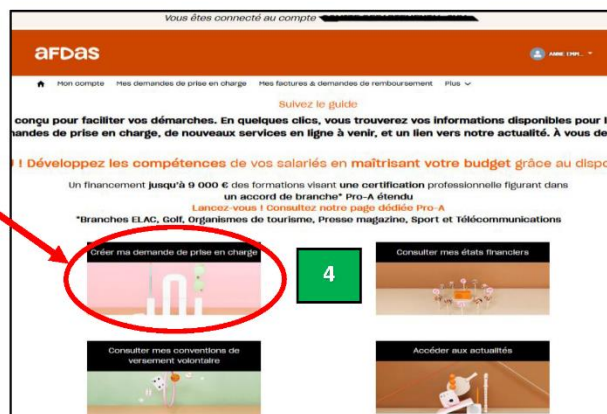 Vous êtes connecté au compte
aFDas
ANNE EMM...
Mon compte Mes demandes de prise en charge Mes factures & demandes de remboursement Plus
Suivez le guide
conçu pour faciliter vos démarches. En quelques clics, vous trouverez vos informations disponibles pour l
andes de prise en charge, de nouveaux services en ligne à venir, et un lien vers notre actualité. À vous de
! Développez les compétences de vos salariés en maîtrisant votre budget grâce au dispo
Un financement jusqu'à 9 000 € des formations visant une certification professionnelle figurant dans
un accord de branche* Pro-A étendu
Lancez-vous ! Consultez notre page dédiée Pro-A
*Branches ELAC, Golf, Organismes de tourisme, Presse magazine, Sport et Télécommunications
Créer ma demande de prise en charge
4
Consulter mes états financiers
Consulter mes conventions de
versement volontaire
Accéder aux actualités